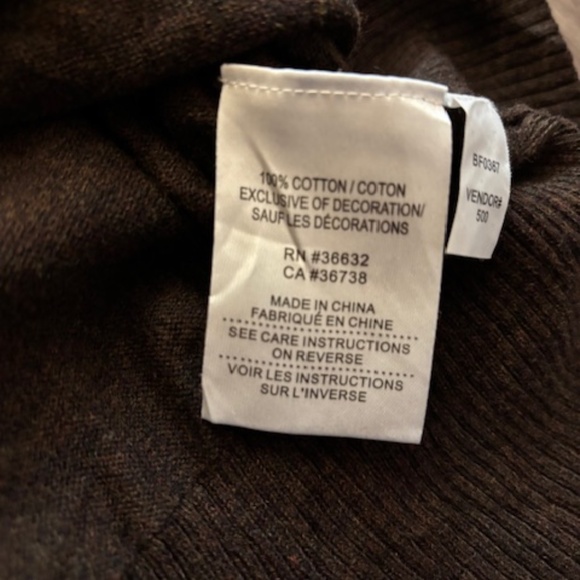 100% COTTON / COTON
EXCLUSIVE OF DECORATION/
SAUF LES DÉCORATIONS
RN #36632
CA #36738
MADE IN CHINA
FABRIQUÉ EN CHINE
SEE CARE INSTRUCTIONS
ON REVERSE
VOIR LES INSTRUCTIONS
SUR L'INVERSE
BF0367
VENDOR#
500